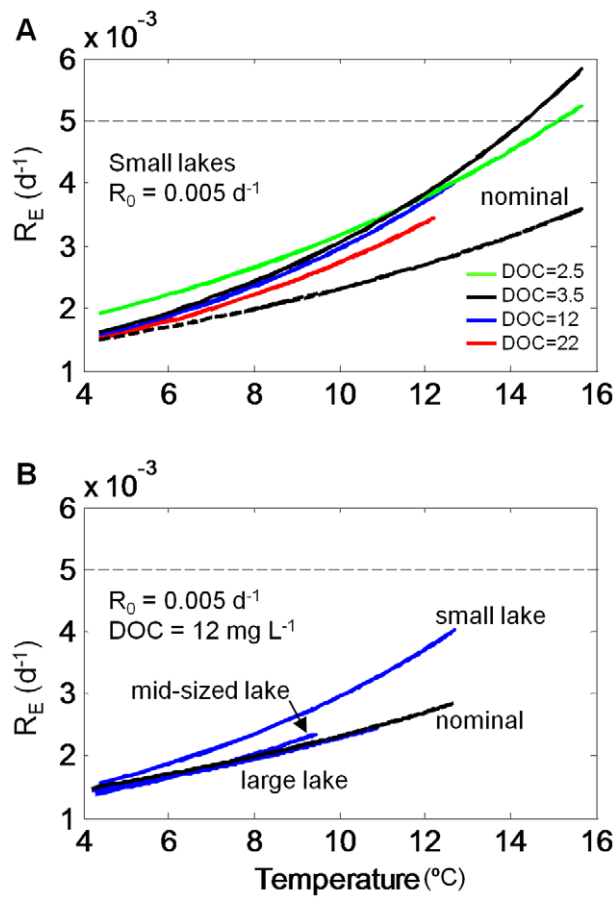 A
x 10⁻³
6
5
4
3
2
1
R_E (d⁻¹)
Small lakes
R₀ = 0.005 d⁻¹
nominal
DOC=2.5
DOC=3.5
DOC=12
DOC=22
4 6 8 10 12 14 16
B
x 10⁻³
6
5
4
3
2
1
R_E (d⁻¹)
R₀ = 0.005 d⁻¹
DOC = 12 mg L⁻¹
small lake
mid-sized lake
nominal
large lake
4 6 8 10 12 14 16
Temperature (ºC)